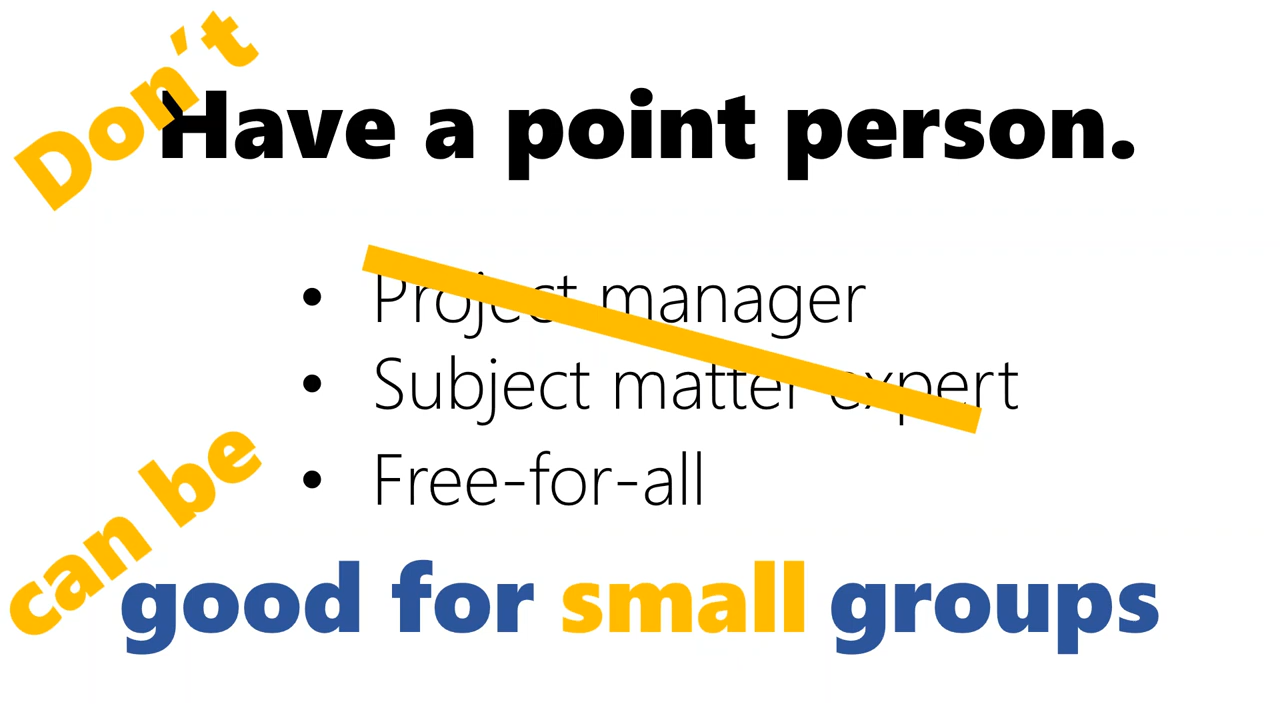 Don't
Have a point person.
• Project manager
• Subject matter expert
• Free-for-all
can be
good for small groups